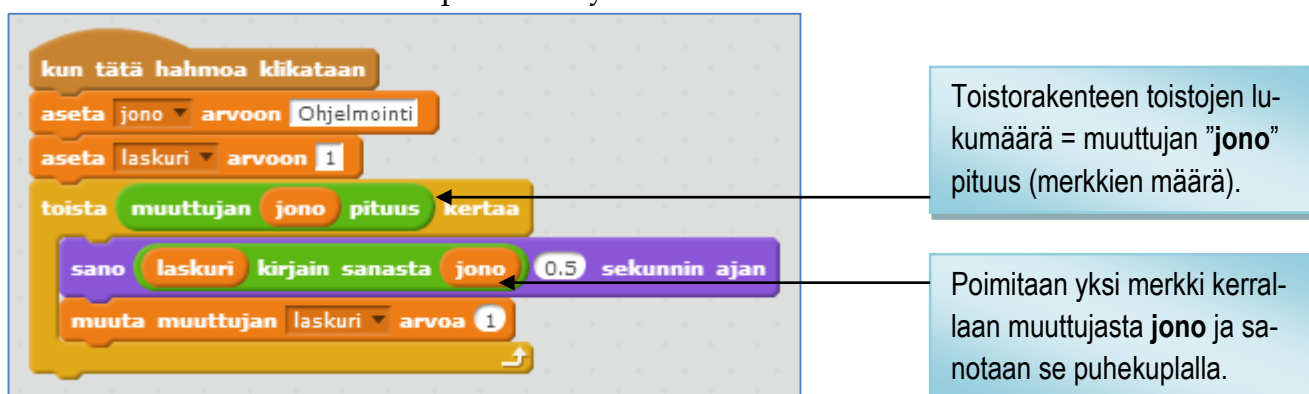 kun tätä hahmoa klikataan
aseta jono arvoon Ohjelmointi
aseta laskuri arvoon 1
toista muuttujan jono pituus kertaa
sano laskuri kirjain sanasta jono 0.5 sekunnin ajan
muuta muuttujan laskuri arvoa 1
Toistorakenteen toistojen lu-
kumäärä = muuttujan ”jono”
pituus (merkkien määrä).
Poimitaan yksi merkki kerral-
laan muuttujasta jono ja sa-
notaan se puhekuplalla.